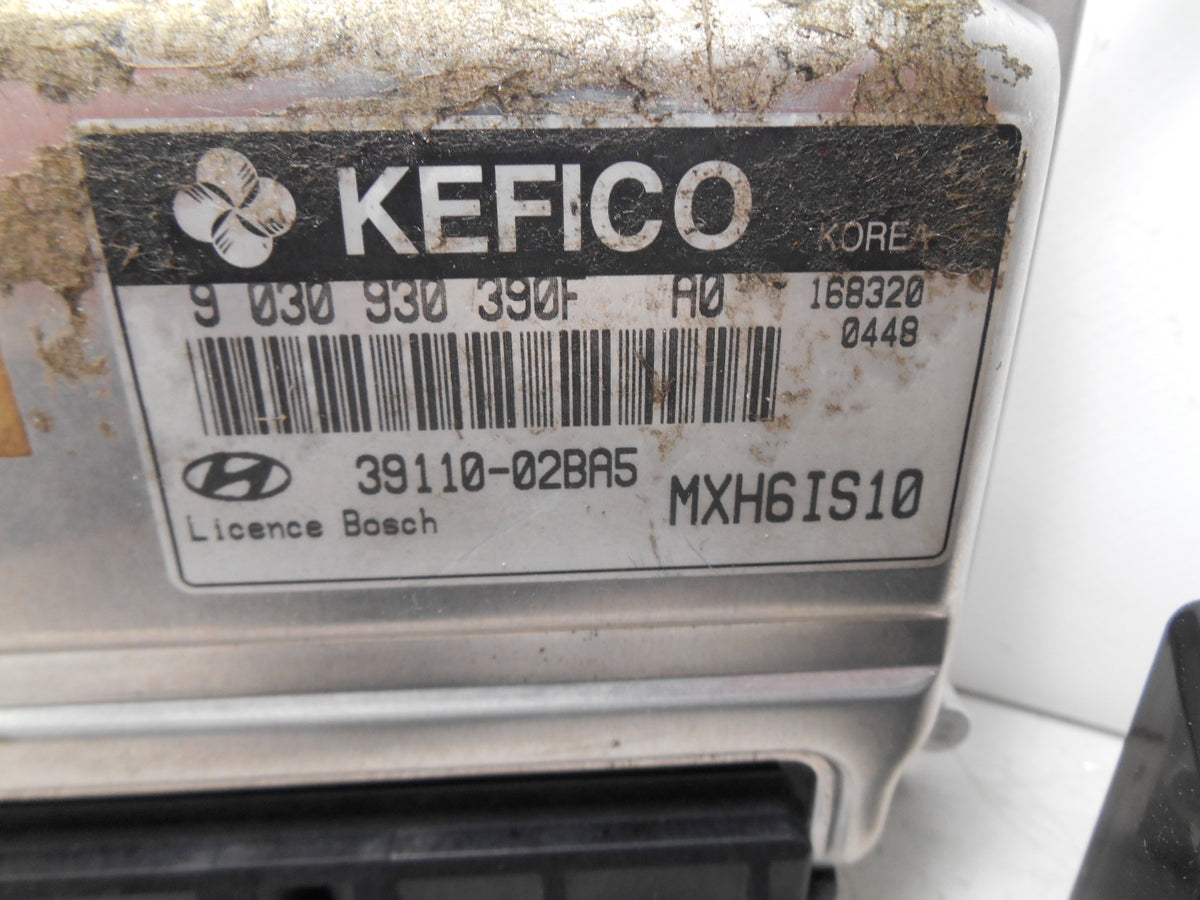 KEFICO KOREA
9 030 930 390F A0 168320
0448
39110-02BA5
MXH6IS10
Licence Bosch